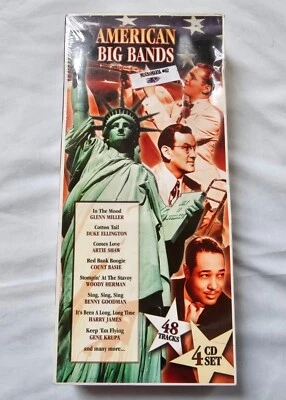 AMERICAN
BIG BANDS
In The Mood
GLENN MILLER
Cotton Tail
DUKE ELLINGTON
Comes Love
ARTIE SHAW
Red Bank Boogie
COUNT BASIE
Stompin' At The Savoy
WOODY HERMAN
Sing, Sing, Sing
BENNY GOODMAN
It's Been A Long, Long Time
HARRY JAMES
Keep 'Em Flying
GENE KRUPA
and many more...
48
TRACKS
4 CD
SET